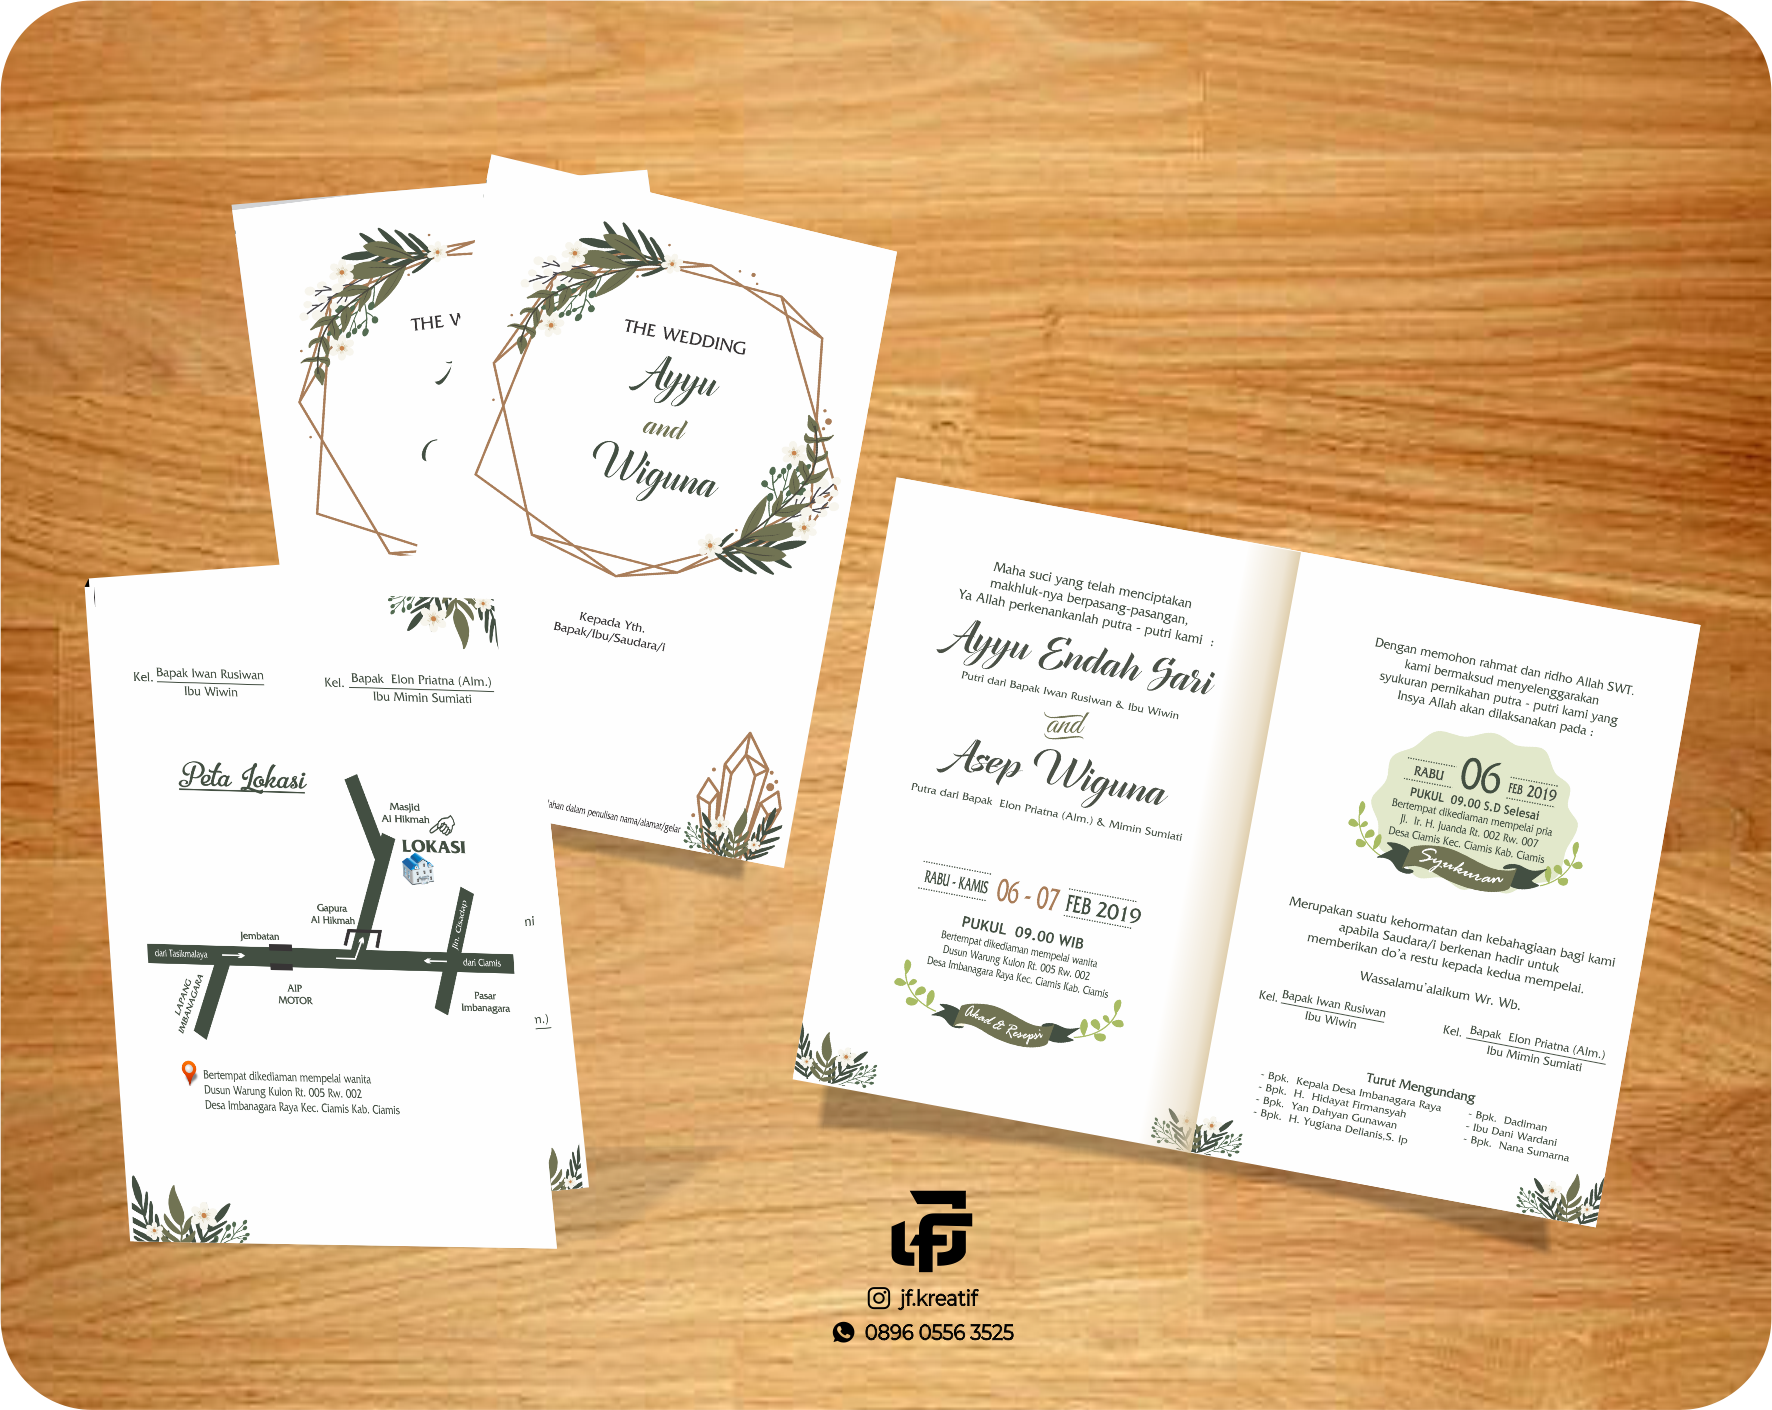 THE W
THE WEDDING
Ayyu
and
Wiguna
Kepada Yth.
Bapak/Ibu/Saudara/i
ahan dalam penulisan nama/alamat/gelar
Kel. Bapak Iwan Rusiwan
Ibu Wiwin
Kel. Bapak Elon Priatna (Alm.)
Ibu Mimin Sumiati
Peta Lokasi
Masjid
Al Hikmah
LOKASI
Gapura
Al Hikmah
Jln. Cisadap
Jembatan
dari Tasikmalaya
dari Ciamis
LAPANG
IMBANAGARA
AIP
MOTOR
Pasar
Imbanagara
Bertempat dikediaman mempelai wanita
Dusun Warung Kulon Rt. 005 Rw. 002
Desa Imbanagara Raya Kec. Ciamis Kab. Ciamis
ni
m.)
Maha suci yang telah menciptakan
makhluk-nya berpasang-pasangan,
Ya Allah perkenankanlah putra - putri kami :
Ayyu Endah Sari
Putri dari Bapak Iwan Rusiwan & Ibu Wiwin
and
Asep Wiguna
Putra dari Bapak Elon Priatna (Alm.) & Mimin Sumiati
RABU - KAMIS 06 - 07 FEB 2019
PUKUL 09.00 WIB
Bertempat dikediaman mempelai wanita
Dusun Warung Kulon Rt. 005 Rw. 002
Desa Imbanagara Raya Kec. Ciamis Kab. Ciamis
Akad & Resepsi
Dengan memohon rahmat dan ridho Allah SWT.
kami bermaksud menyelenggarakan
syukuran pernikahan putra - putri kami yang
Insya Allah akan dilaksanakan pada :
RABU 06 FEB 2019
PUKUL 09.00 S.D Selesai
Bertempat dikediaman mempelai pria
Jl. Ir. H. Juanda Rt. 002 Rw. 007
Desa Ciamis Kec. Ciamis Kab. Ciamis
Syukuran
Merupakan suatu kehormatan dan kebahagiaan bagi kami
apabila Saudara/i berkenan hadir untuk
memberikan do'a restu kepada kedua mempelai.
Wassalamu'alaikum Wr. Wb.
Kel. Bapak Iwan Rusiwan
Ibu Wiwin
Kel. Bapak Elon Priatna (Alm.)
Ibu Mimin Sumiati
Turut Mengundang
- Bpk. Kepala Desa Imbanagara Raya
- Bpk. H. Hidayat Firmansyah
- Bpk. Yan Dahyan Gunawan
- Bpk. H. Yugiana Delianis,S. Ip
- Bpk. Dadiman
- Ibu Dani Wardani
- Bpk. Nana Sumarna
jf.kreatif
0896 0556 3525